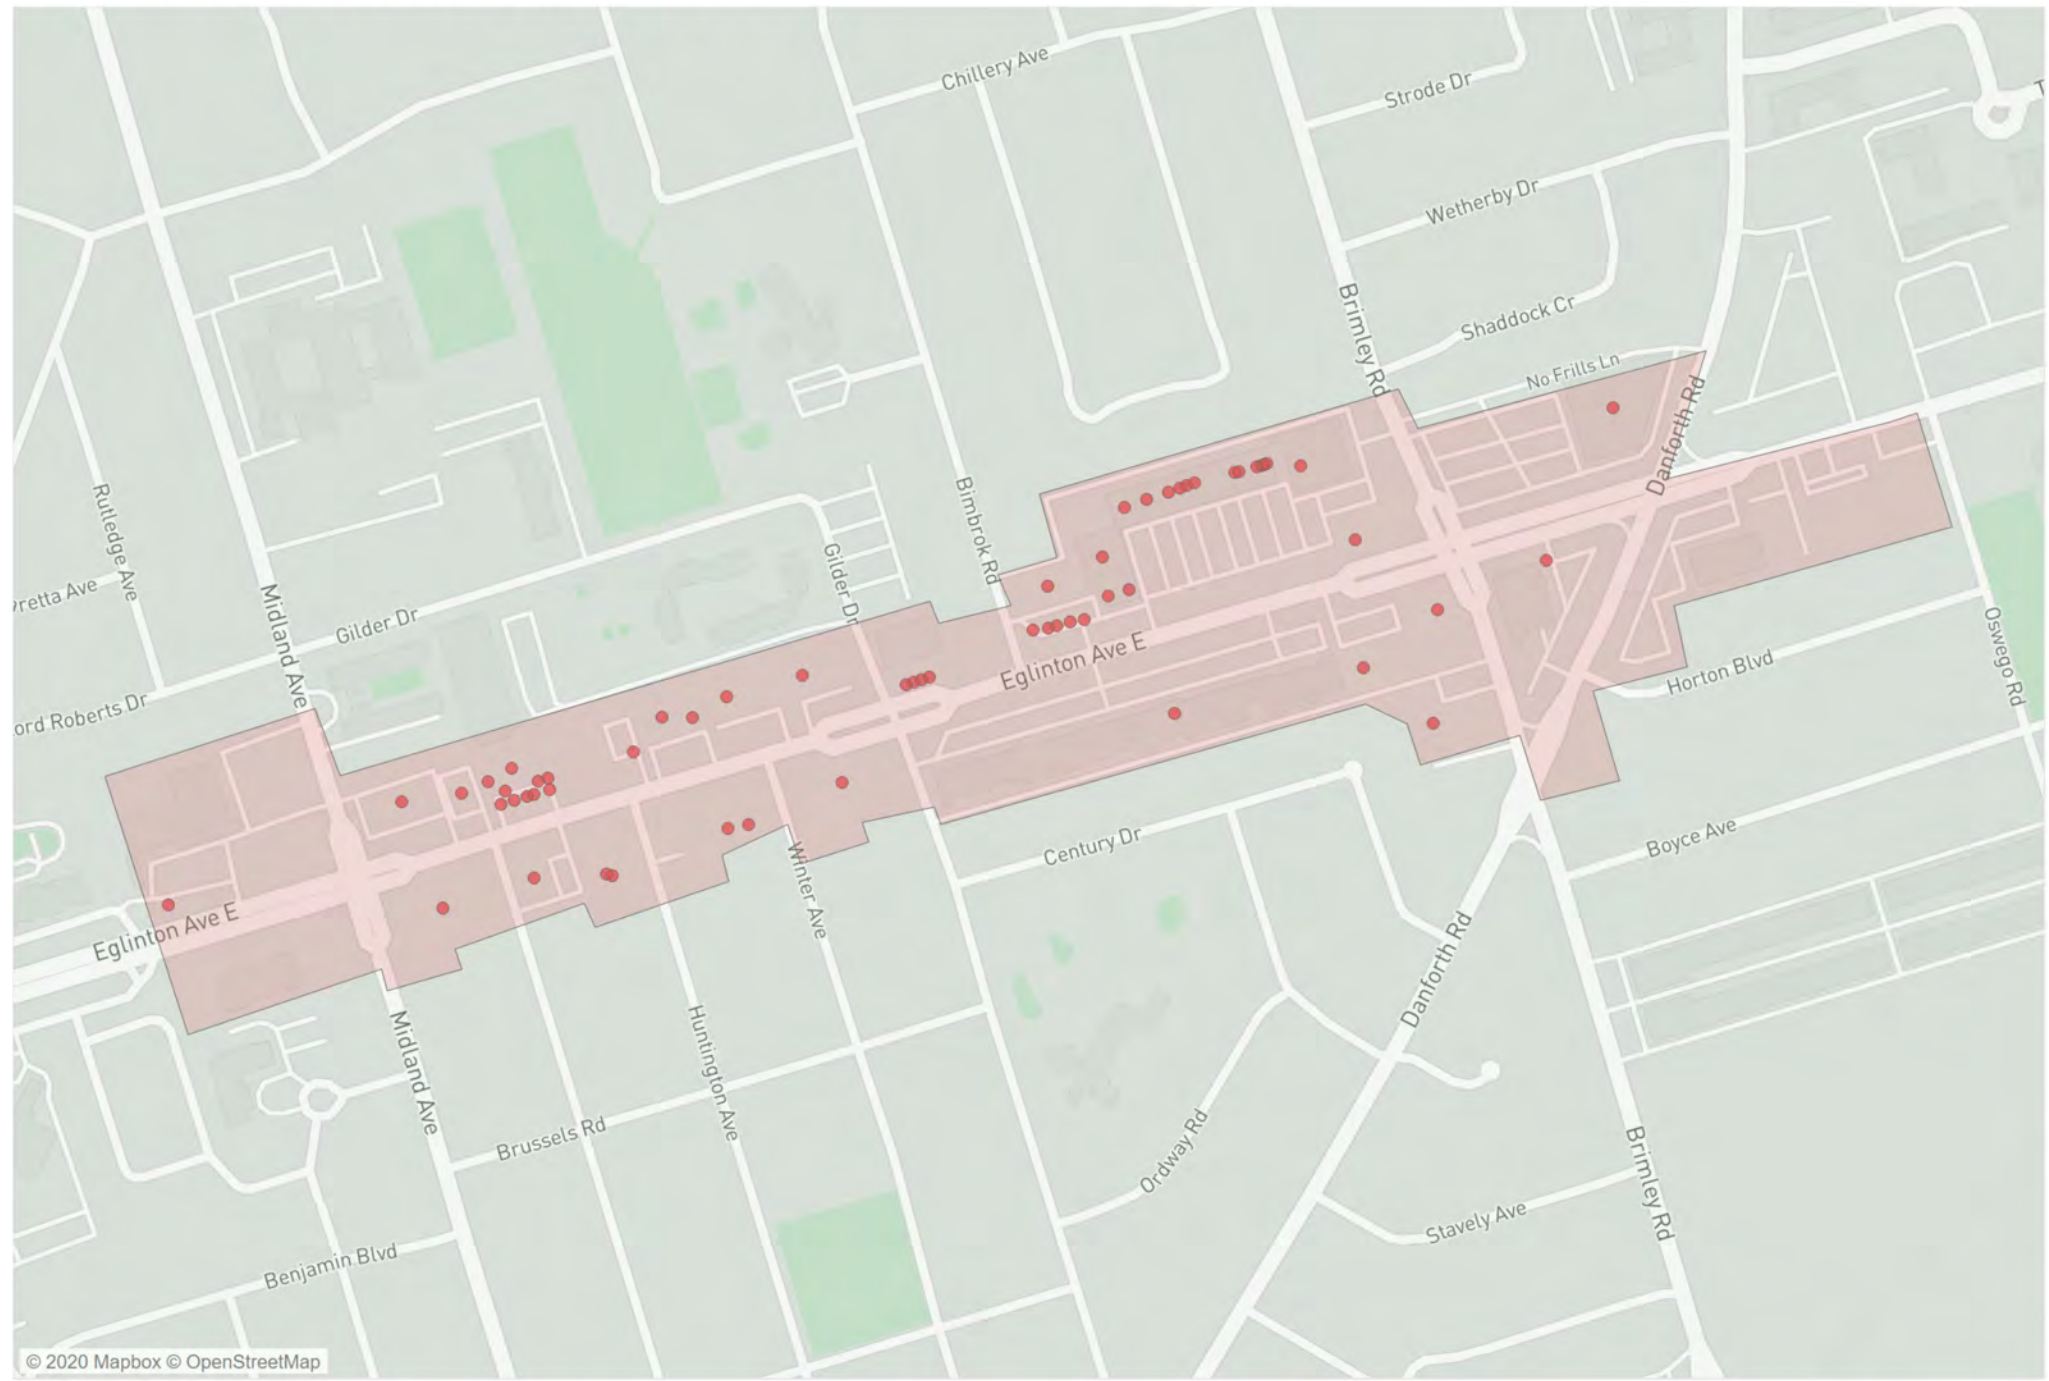 Chillery Ave
Strode Dr
Wetherby Dr
Brimley Rd
Shaddock Cr
No Frills Ln
Danforth Rd
Rutledge Ave
Bimbrok Rd
Gilder Dr
retta Ave
Midland Ave
Gilder Dr
Eglinton Ave E
Horton Blvd
Oswego Rd
ord Roberts Dr
Century Dr
Boyce Ave
Winter Ave
Eglinton Ave E
Danforth Rd
Midland Ave
Huntington Ave
Brussels Rd
Ordway Rd
Brimley Rd
Stavely Ave
Benjamin Blvd
© 2020 Mapbox © OpenStreetMap